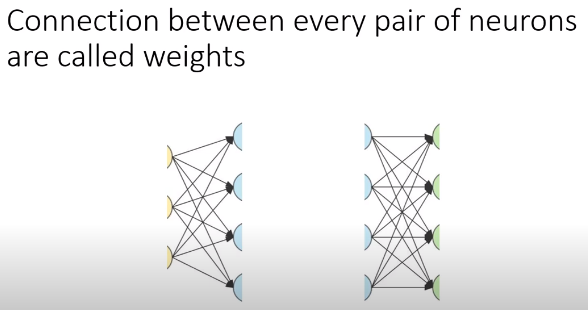 Connection between every pair of neurons
are called weights